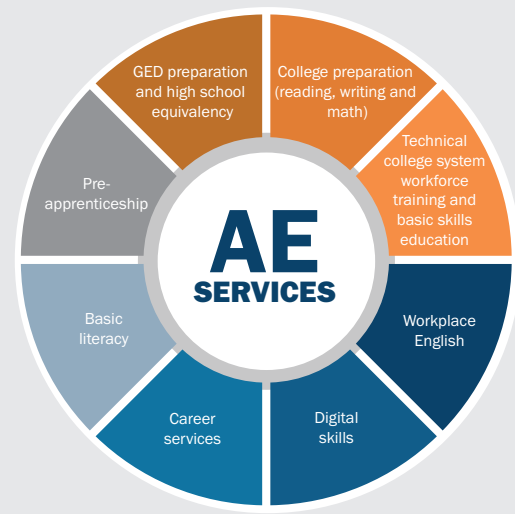 GED preparation
and high school
equivalency
College preparation
(reading, writing and
math)
Technical
college system
workforce
training and
basic skills
education
Workplace
English
Digital
skills
Career
services
Basic
literacy
Pre-
apprenticeship
AE
SERVICES